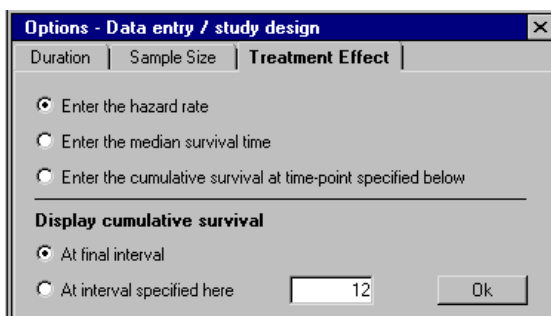 Options - Data entry / study design
Duration Sample Size Treatment Effect
Enter the hazard rate
Enter the median survival time
Enter the cumulative survival at time-point specified below
Display cumulative survival
At final interval
At interval specified here 12 Ok